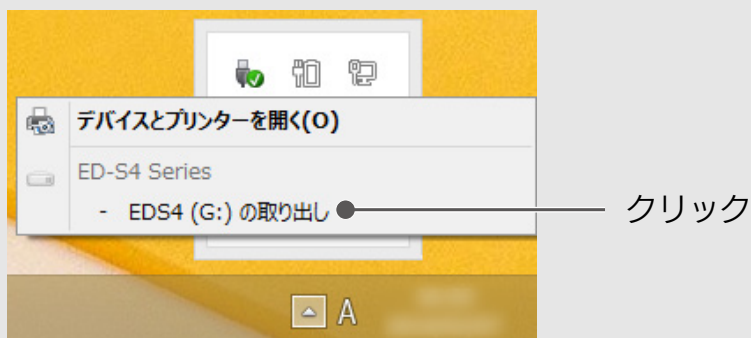 デバイスとプリンターを開く(O)
ED-S4 Series
- EDS4 (G:) の取り出し
クリック
A